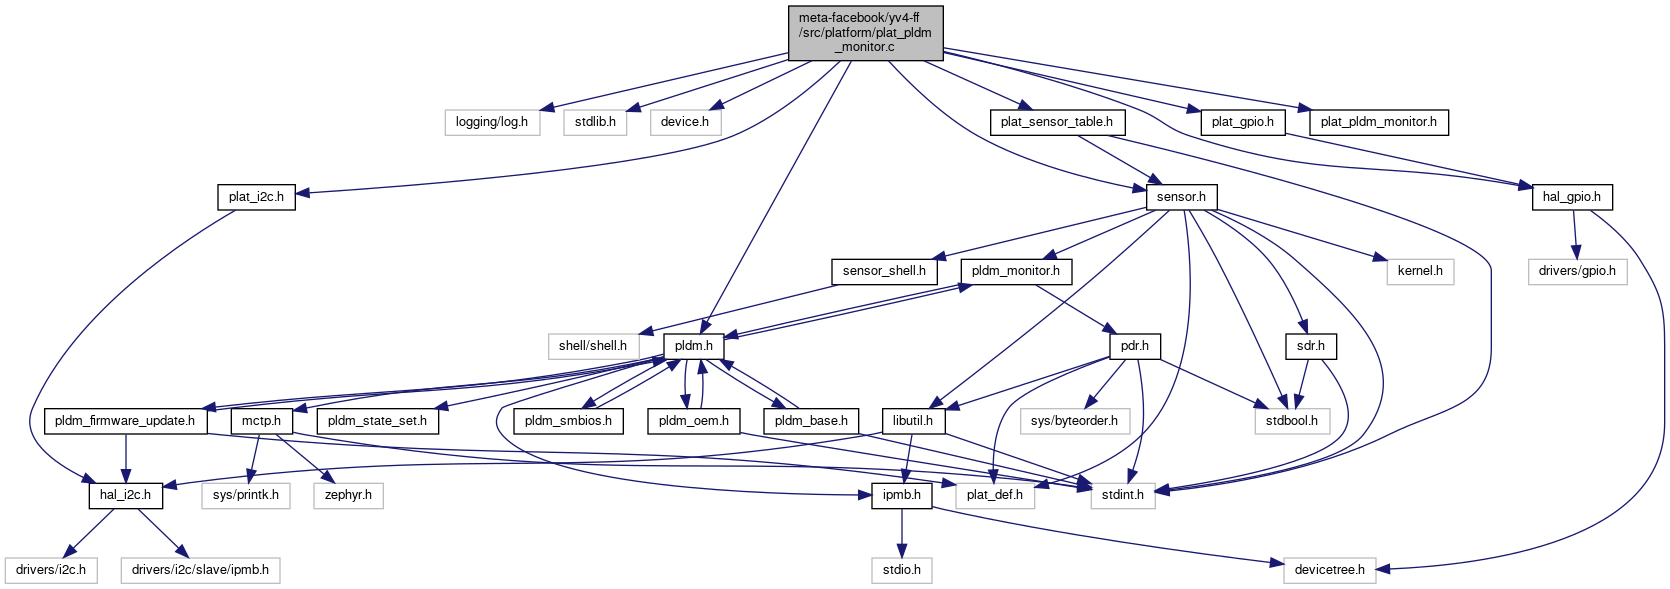 meta-facebook/yv4-ff
/src/platform/plat_pldm
_monitor.c
logging/log.h
stdlib.h
device.h
plat_sensor_table.h
plat_gpio.h
plat_pldm_monitor.h
plat_i2c.h
sensor.h
hal_gpio.h
sensor_shell.h
pldm_monitor.h
kernel.h
drivers/gpio.h
shell/shell.h
pldm.h
pdr.h
sdr.h
pldm_firmware_update.h
mctp.h
pldm_state_set.h
pldm_smbios.h
pldm_oem.h
pldm_base.h
libutil.h
sys/byteorder.h
stdbool.h
hal_i2c.h
sys/printk.h
zephyr.h
ipmb.h
plat_def.h
stdint.h
drivers/i2c.h
drivers/i2c/slave/ipmb.h
stdio.h
devicetree.h